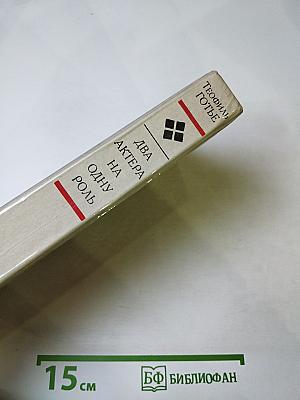 ТЕОФИЛЬ
ГОТЬЕ
ДВА
АКТЕРА
НА
ОДНУ
РОЛЬ
15 см
БФ БИБЛИОФАН